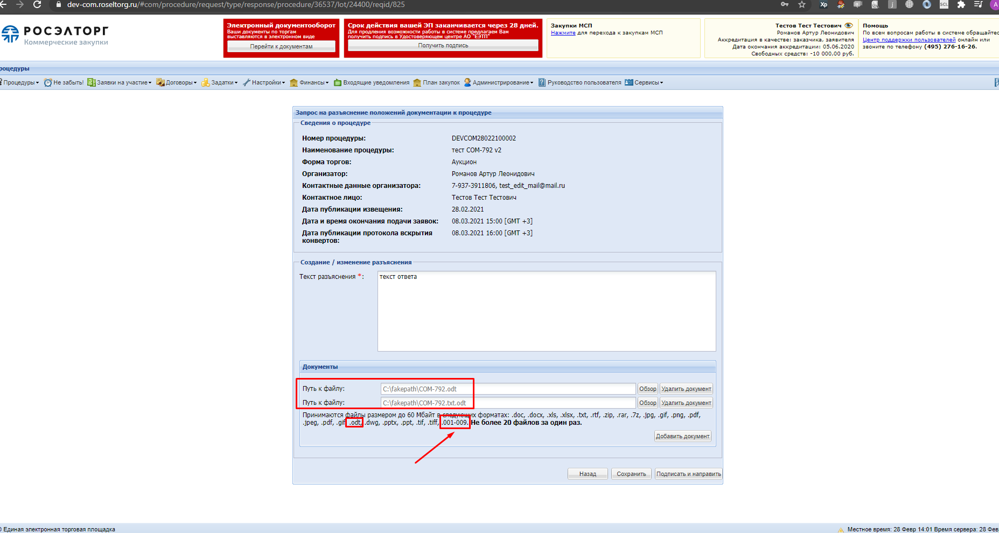 dev-com.roseltorg.ru/#com/procedure/request/type/response/procedure/36537/lot/24400/reqid/825
Xp
j
SCL
A
РОСЭЛТОРГ
Коммерческие закупки
Электронный документооборот
Ваши документы по торгам
выставляются в электронном виде
Перейти к документам
Срок действия вашей ЭП заканчивается через 28 дней.
Для продления возможности работы в системе предлагаем Вам
получить подпись в Удостоверяющем центре АО "ЕЭТП"
Получить подпись
Закупки МСП
Нажмите для перехода к закупкам МСП
Тестов Тест Тестович
Романов Артур Леонидович
Аккредитация в качестве: заказчика, заявителя
Дата окончания аккредитации: 05.06.2020
Свободных средств: -10 000,00 руб.
Помощь
По всем вопросам работы в системе обращайтес
Центр поддержки пользователей онлайн или
звоните по телефону (495) 276-16-26.
роцедуры
Процедуры Не забыть! Заявки на участие Договоры Задатки Настройки Финансы Входящие уведомления План закупок Администрирование Руководство пользователя Сервисы
Запрос на разъяснение положений документации к процедуре
Сведения о процедуре
Номер процедуры: DEVCOM28022100002
Наименование процедуры: тест COM-792 v2
Форма торгов: Аукцион
Организатор: Романов Артур Леонидович
Контактные данные организатора: 7-937-3911806, test_edit_mail@mail.ru
Контактное лицо: Тестов Тест Тестович
Дата публикации извещения: 28.02.2021
Дата и время окончания подачи заявок: 08.03.2021 15:00 [GMT +3]
Дата публикации протокола вскрытия конвертов: 08.03.2021 16:00 [GMT +3]
Создание / изменение разъяснения
Текст разъяснения *: текст ответа
Документы
Путь к файлу: C:\fakepath\COM-792.odt Обзор Удалить документ
Путь к файлу: C:\fakepath\COM-792.txt.odt Обзор Удалить документ
Принимаются файлы размером до 60 Мбайт в следующих форматах: .doc, .docx, .xls, .xlsx, .txt, .rtf, .zip, .rar, .7z, .jpg, .gif, .png, .pdf,
.jpeg, .pdf, .gif, .odt, .dwg, .pptx, .ppt, .tif, .tiff, .001-009. Не более 20 файлов за один раз.
Добавить документ
Назад Сохранить Подписать и направить
© Единая электронная торговая площадка
Местное время: 28 Февр 14:01 Время сервера: 28 Фев